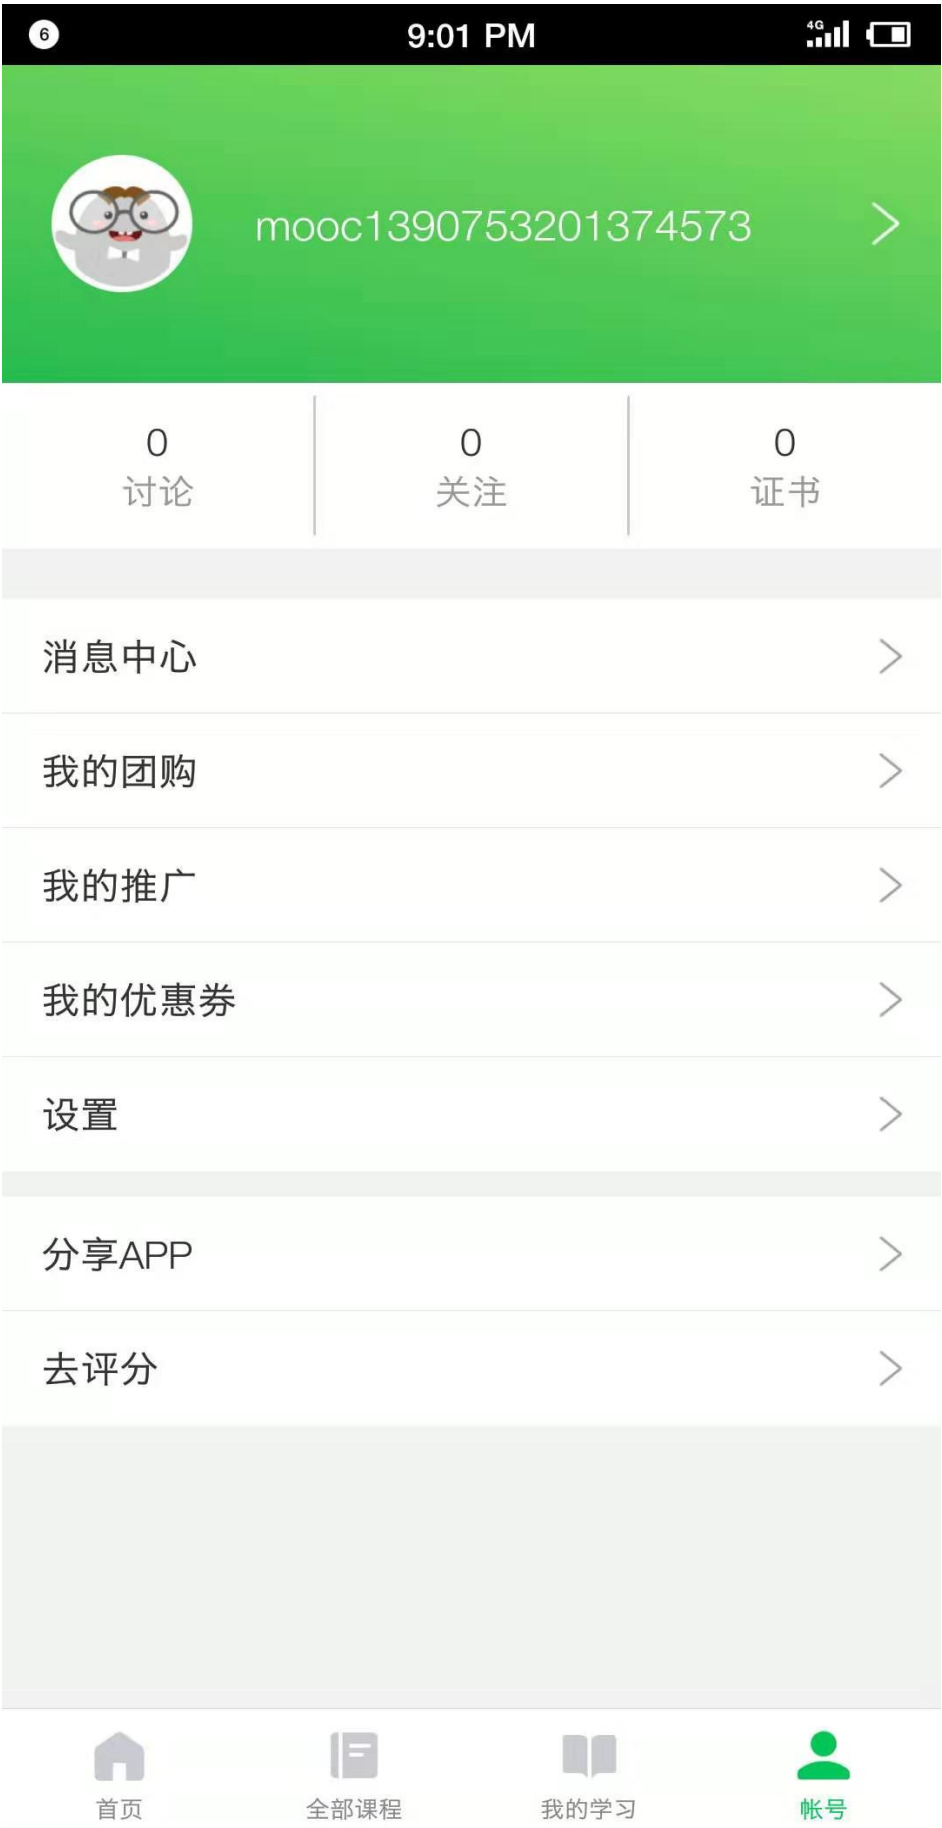 6
9:01 PM
4G
mooc1390753201374573
0
讨论
0
关注
0
证书
消息中心
我的团购
我的推广
我的优惠券
设置
分享APP
去评分
首页
全部课程
我的学习
帐号